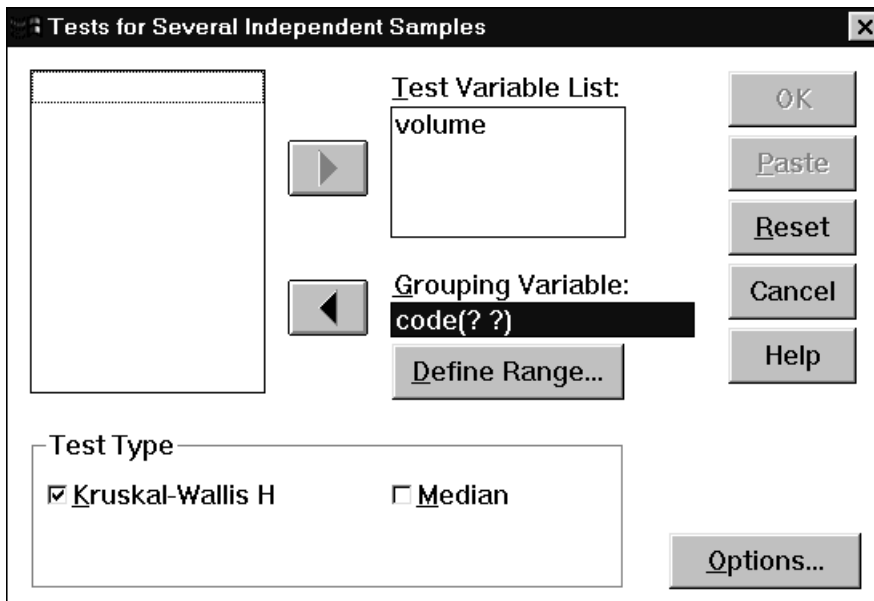 Tests for Several Independent Samples
Test Variable List:
volume
OK
Paste
Reset
Cancel
Help
Grouping Variable:
code(? ?)
Define Range...
Test Type
Kruskal-Wallis H
Median
Options...